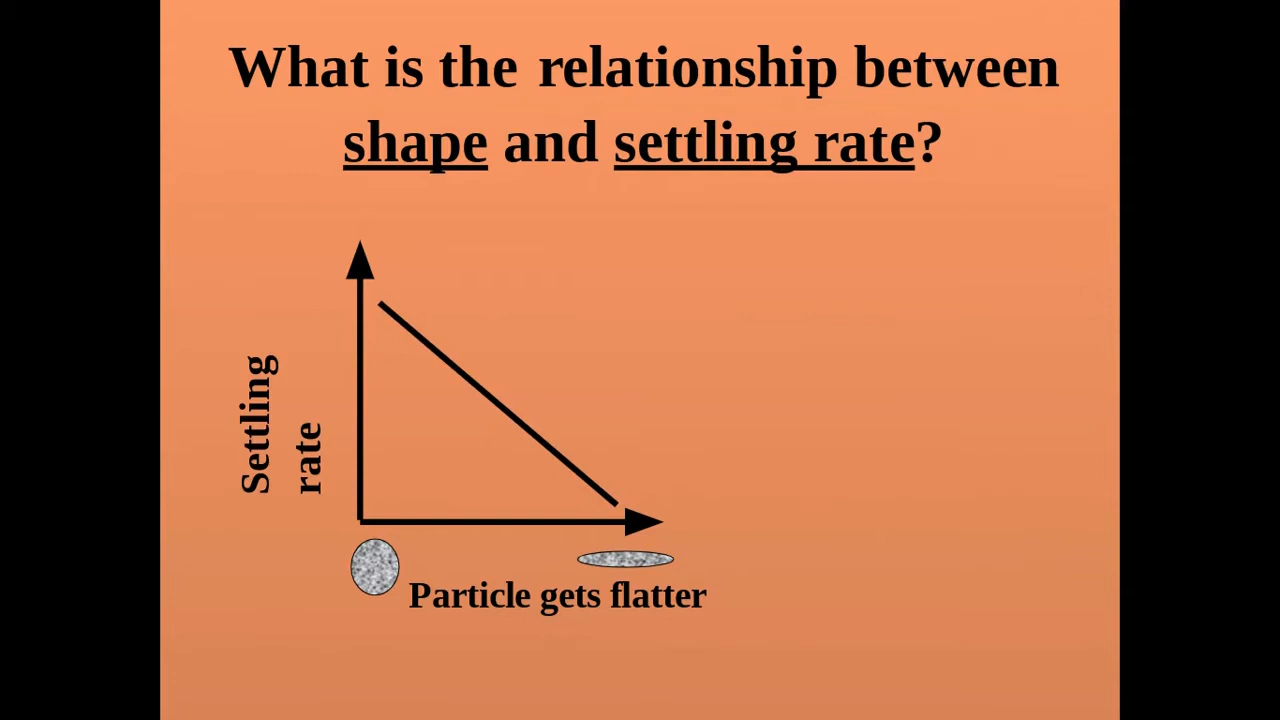 What is the relationship between
shape and settling rate?
Settling
rate
Particle gets flatter